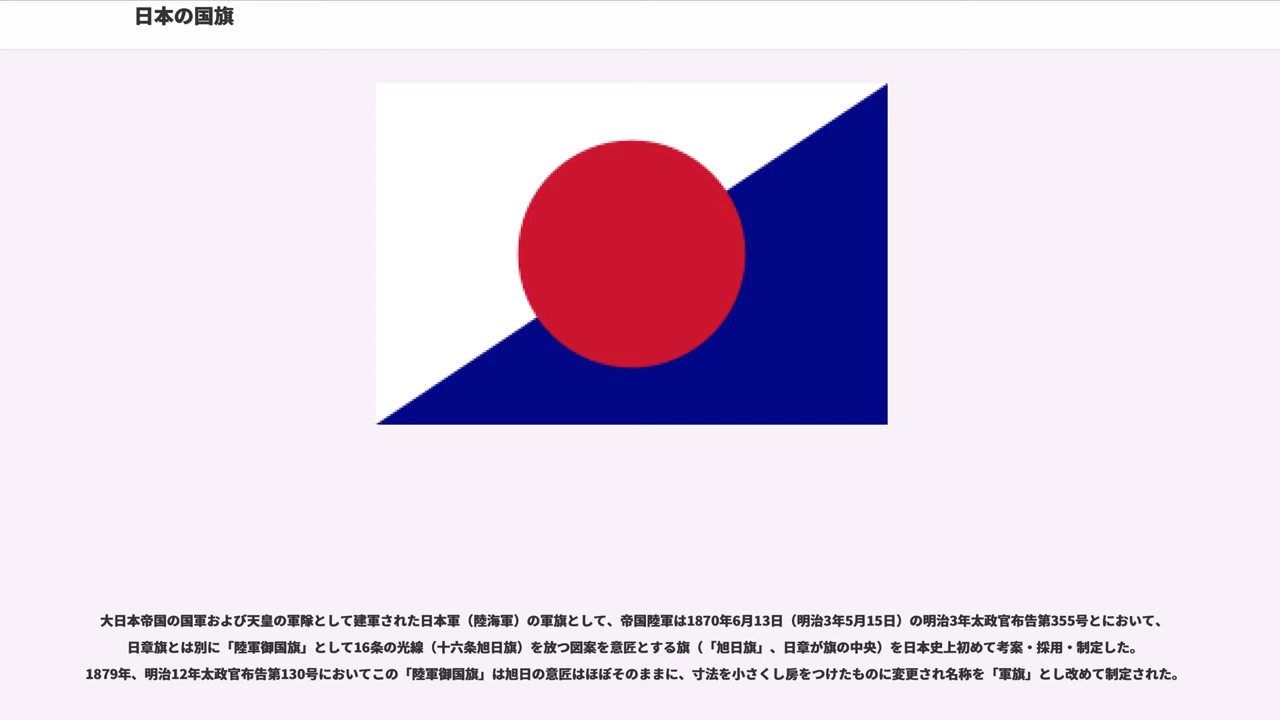 日本の国旗
大日本帝国の国軍および天皇の軍隊として建軍された日本軍（陸海軍）の軍旗として、帝国陸軍は1870年6月13日（明治3年5月15日）の明治3年太政官布告第355号とにおいて、
日章旗とは別に「陸軍御国旗」として16条の光線（十六条旭日旗）を放つ図案を意匠とする旗（「旭日旗」、日章が旗の中央）を日本史上初めて考案・採用・制定した。
1879年、明治12年太政官布告第130号においてこの「陸軍御国旗」は旭日の意匠はほぼそのままに、寸法を小さくし房をつけたものに変更され名称を「軍旗」とし改めて制定された。